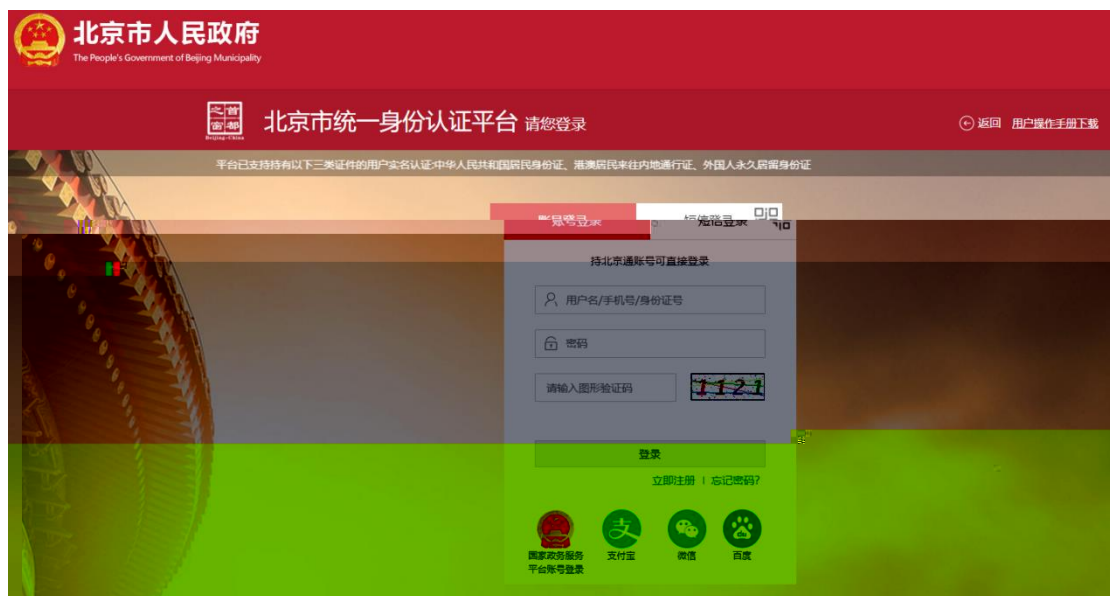 北京市人民政府
The People's Government of Beijing Municipality
首都之窗
Beijing-China
北京市统一身份认证平台 请您登录
返回 用户操作手册下载
平台已支持持有以下三类证件的用户实名认证:中华人民共和国居民身份证、港澳居民来往内地通行证、外国人永久居留身份证
账号登录 短信登录
持北京通账号可直接登录
用户名/手机号/身份证号
密码
请输入图形验证码 1121
登录
立即注册 | 忘记密码?
国家政务服务 支付宝 微信 百度
平台账号登录